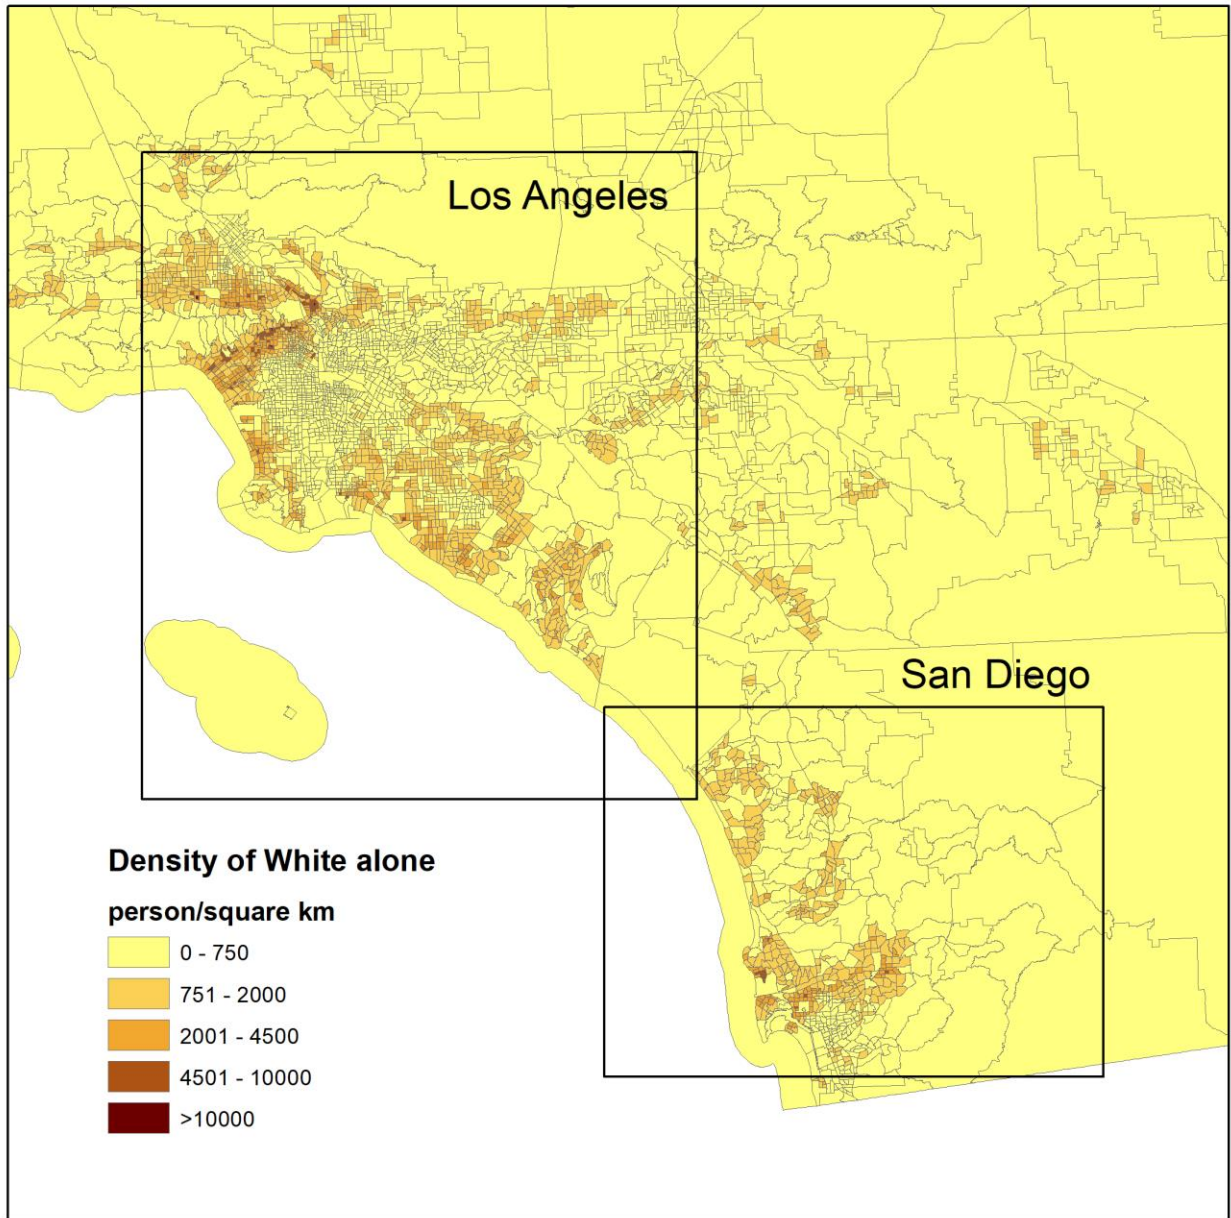 Los Angeles
San Diego
Density of White alone
person/square km
0 - 750
751 - 2000
2001 - 4500
4501 - 10000
>10000